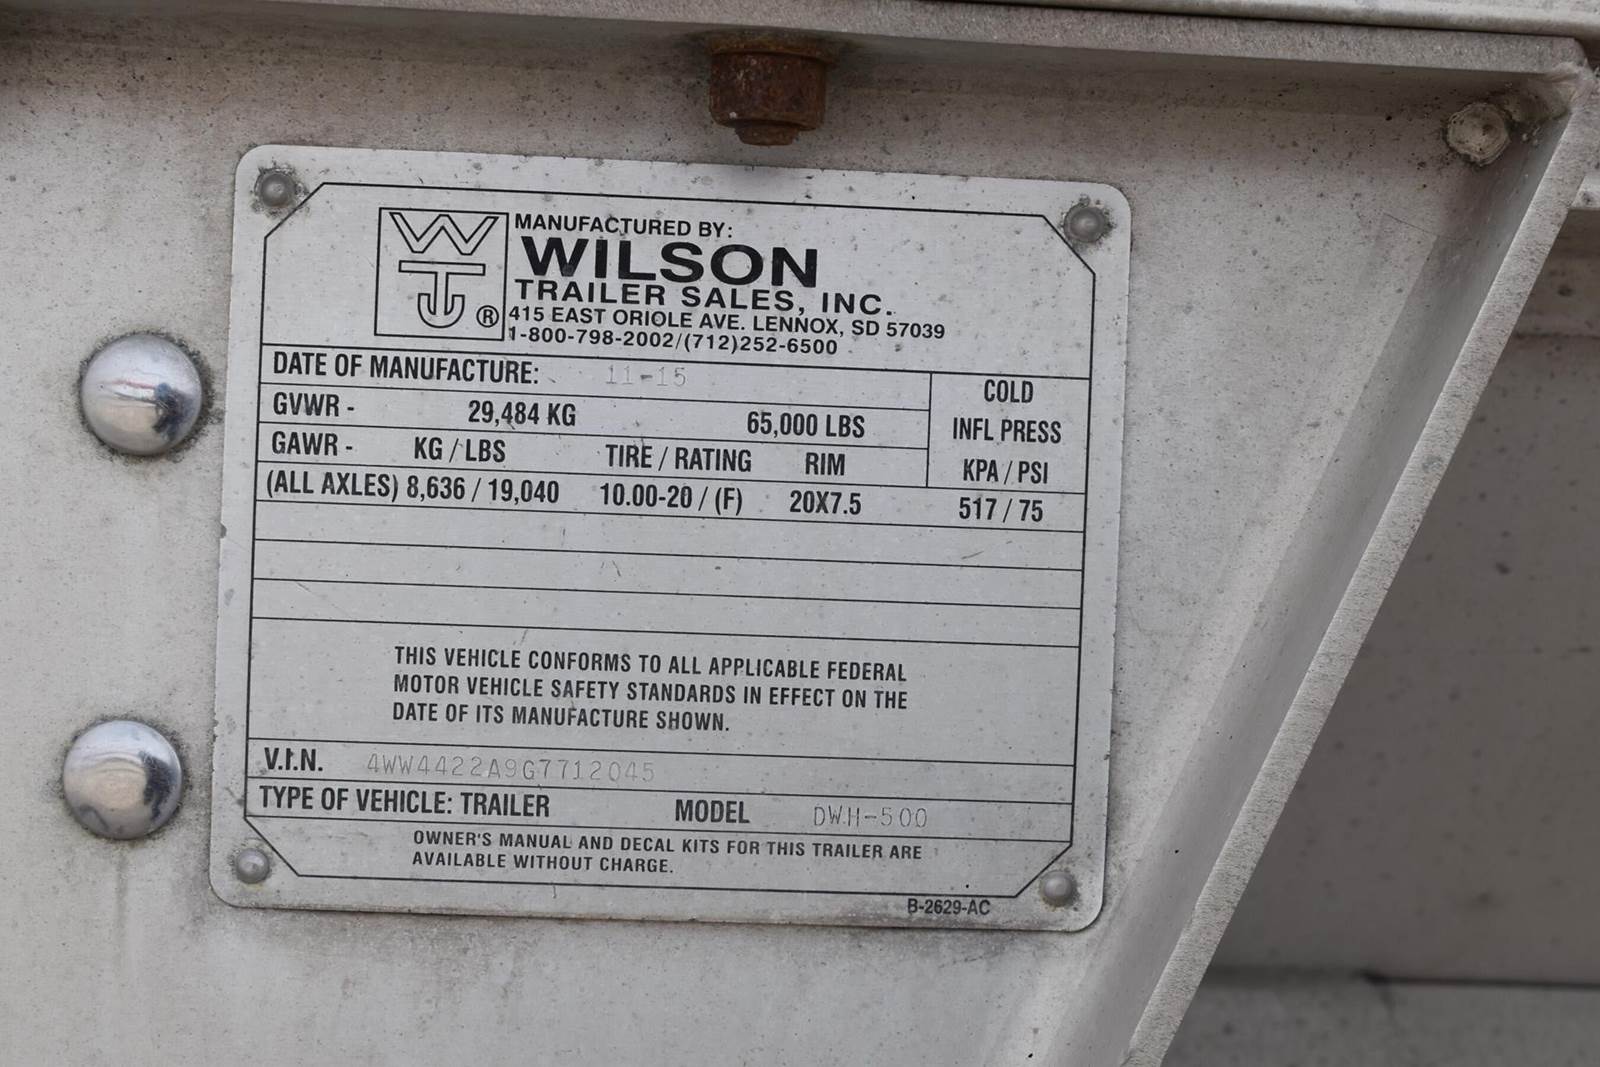 WTJ®
MANUFACTURED BY:
WILSON
TRAILER SALES, INC.
415 EAST ORIOLE AVE. LENNOX, SD 57039
1-800-798-2002/(712)252-6500
DATE OF MANUFACTURE: 11-15
GVWR - 29,484 KG 65,000 LBS
COLD
INFL PRESS
GAWR - KG / LBS TIRE / RATING RIM KPA / PSI
(ALL AXLES) 8,636 / 19,040 10.00-20 / (F) 20X7.5 517 / 75
THIS VEHICLE CONFORMS TO ALL APPLICABLE FEDERAL
MOTOR VEHICLE SAFETY STANDARDS IN EFFECT ON THE
DATE OF ITS MANUFACTURE SHOWN.
V.I.N. 4WW4422A9G7712045
TYPE OF VEHICLE: TRAILER MODEL DWH-500
OWNER'S MANUAL AND DECAL KITS FOR THIS TRAILER ARE
AVAILABLE WITHOUT CHARGE.
B-2629-AC